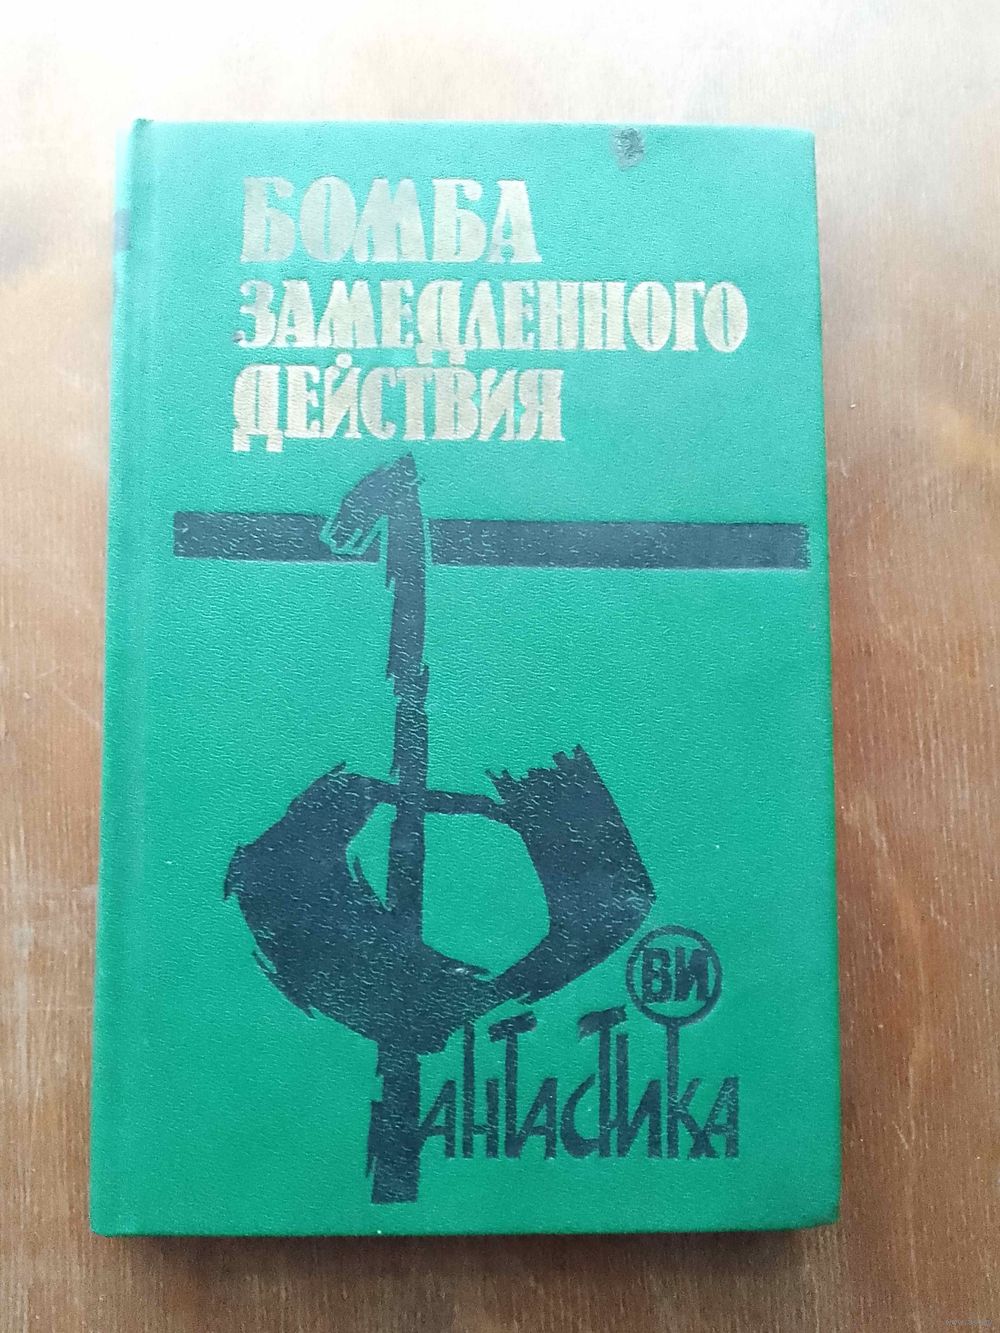 БОМБА
ЗАМЕДЛЕННОГО
ДЕЙСТВИЯ
ВИ
ФАНТАСТИКА